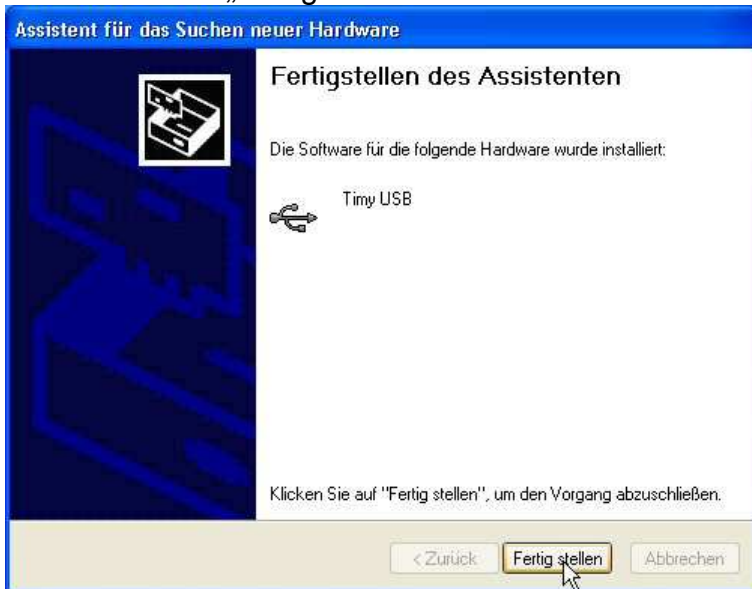 Assistent für das Suchen neuer Hardware
Fertigstellen des Assistenten
Die Software für die folgende Hardware wurde installiert:
Timy USB
Klicken Sie auf "Fertig stellen", um den Vorgang abzuschließen.
< Zurück Fertig stellen Abbrechen